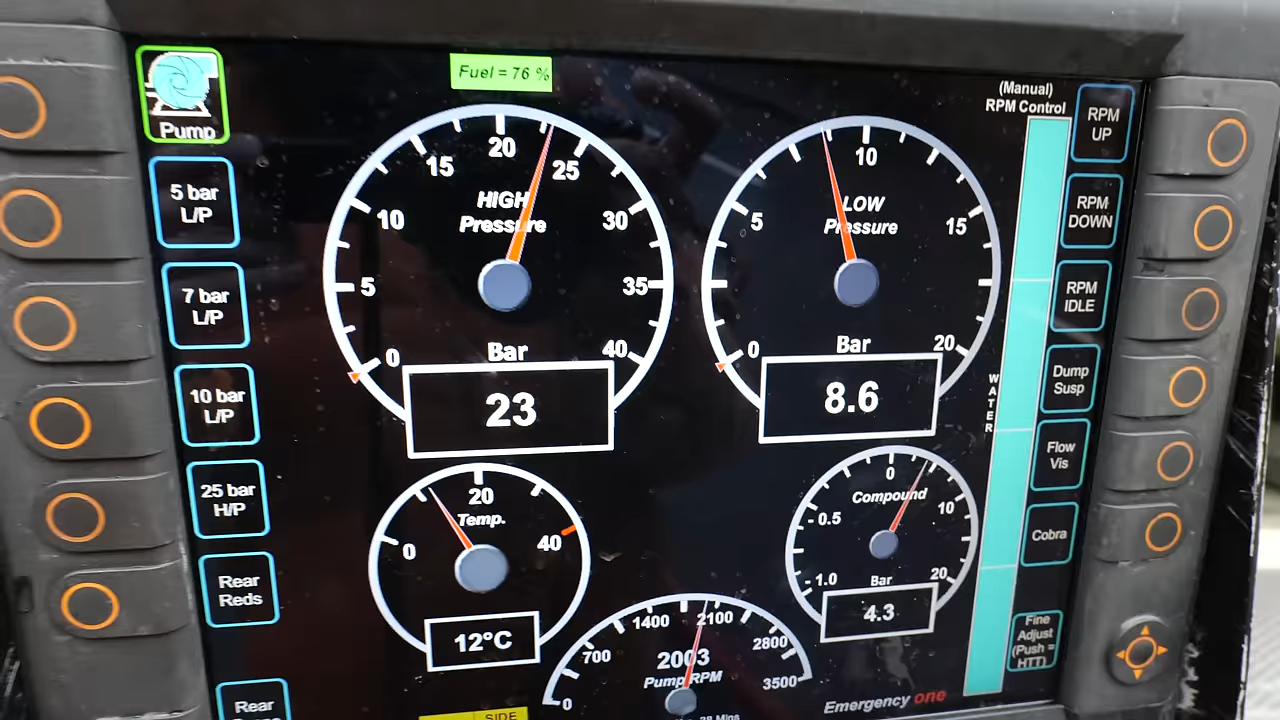 Pump
5 bar
L/P
7 bar
L/P
10 bar
L/P
25 bar
H/P
Rear
Reds
Rear
Fuel = 76 %
0
5
10
15
20
25
30
35
40
HIGH
Pressure
Bar
23
0
5
10
15
20
LOW
Pressure
Bar
8.6
0
20
40
Temp.
12°C
0
700
1400
2100
2800
3500
2003
Pump RPM
38 Mins
SIDE
- 1.0
- 0.5
0
10
20
Compound
Bar
4.3
Emergency one
(Manual)
RPM Control
WATER
RPM
UP
RPM
DOWN
RPM
IDLE
Dump
Susp
Flow
Vis
Cobra
Fine
Adjust
(Push =
HTT)